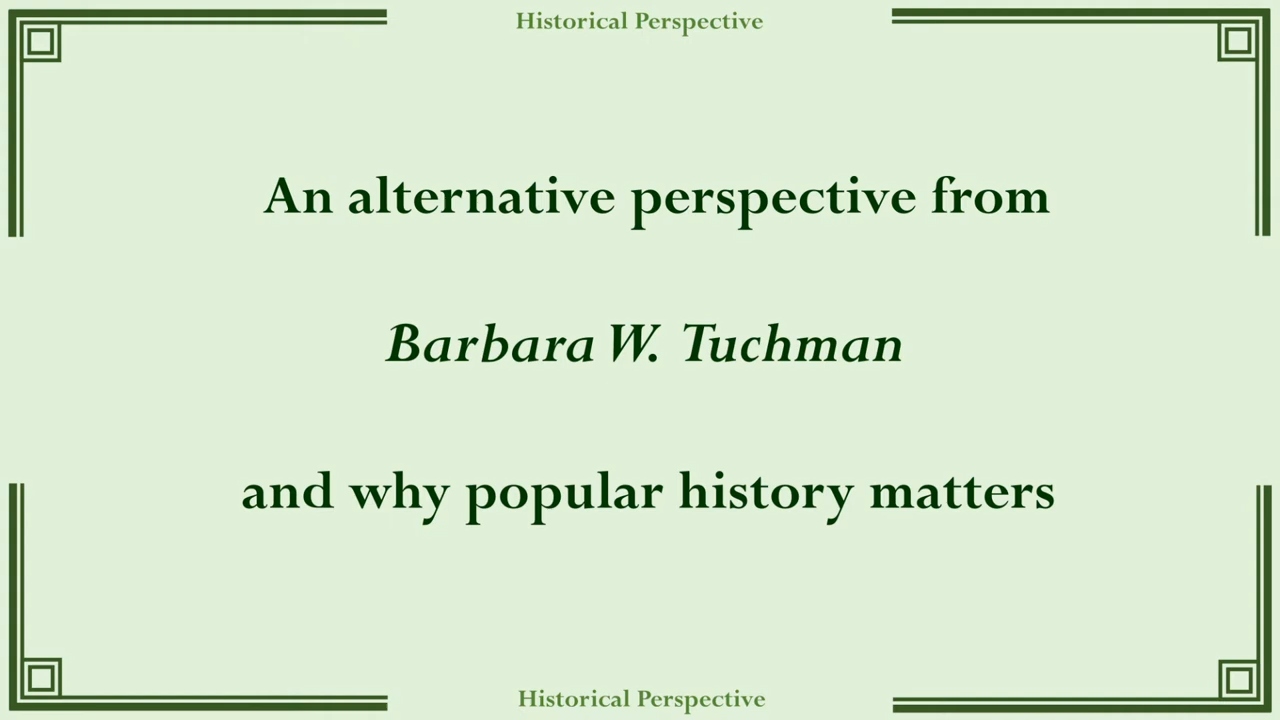 Historical Perspective
An alternative perspective from
Barbara W. Tuchman
and why popular history matters
Historical Perspective